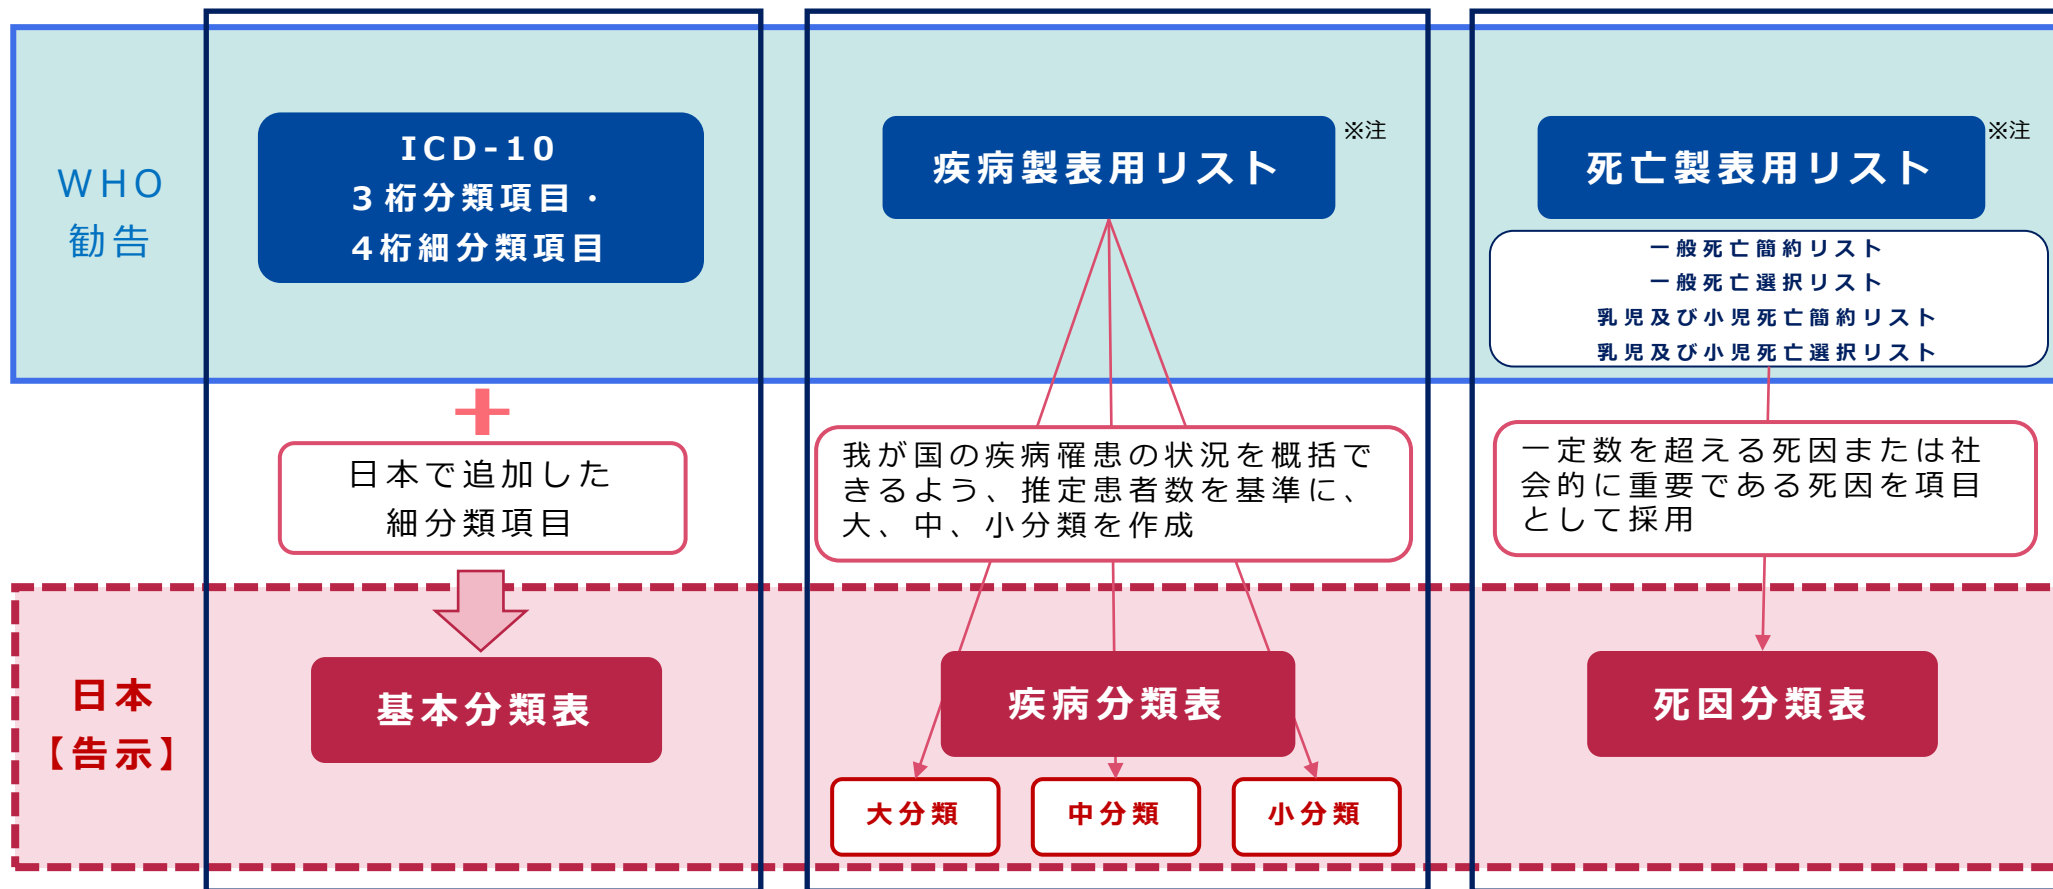 WHO
勧告
ICD-10
3桁分類項目・
4桁細分類項目
疾病製表用リスト
※注
死亡製表用リスト
※注
一般死亡簡約リスト
一般死亡選択リスト
乳児及び小児死亡簡約リスト
乳児及び小児死亡選択リスト
日本で追加した
細分類項目
我が国の疾病罹患の状況を概括で
きるよう、推定患者数を基準に、
大、中、小分類を作成
一定数を超える死因または社
会的に重要である死因を項目
として採用
日本
【告示】
基本分類表
疾病分類表
死因分類表
大分類
中分類
小分類